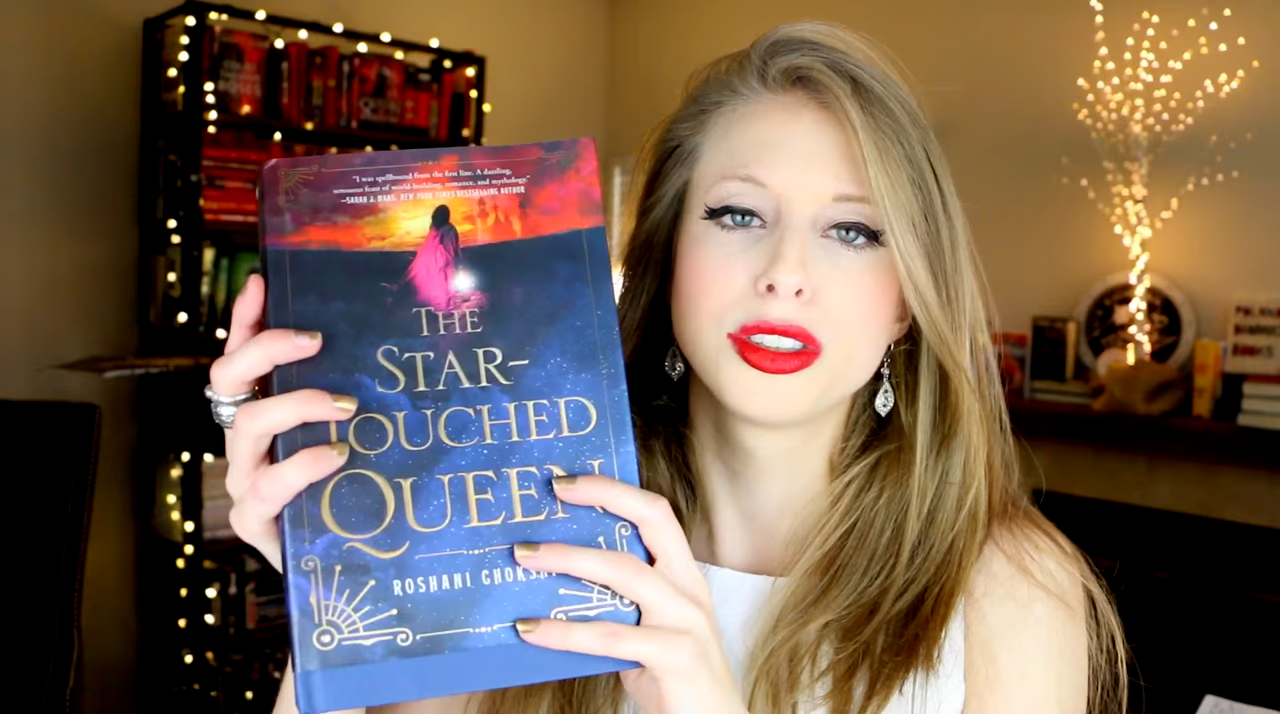 "I was spellbound from the first line. A dazzling,
sensuous feast of world-building, romance, and mythology."
—SARAH J. MAAS, NEW YORK TIMES BESTSELLING AUTHOR
THE
STAR-
TOUCHED
QUEEN
ROSHANI CHOKSHI